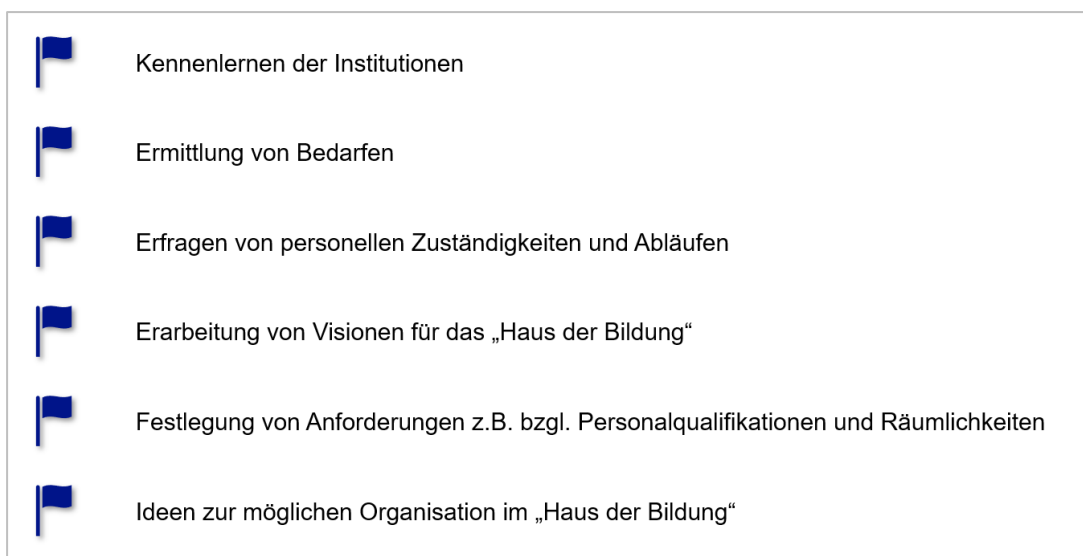 Kennenlernen der Institutionen
Ermittlung von Bedarfen
Erfragen von personellen Zuständigkeiten und Abläufen
Erarbeitung von Visionen für das „Haus der Bildung“
Festlegung von Anforderungen z.B. bzgl. Personalqualifikationen und Räumlichkeiten
Ideen zur möglichen Organisation im „Haus der Bildung“